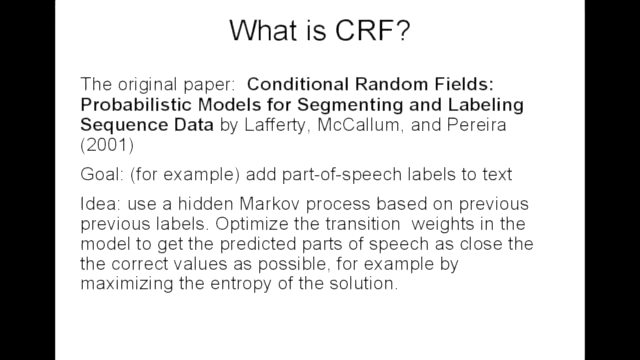 What is CRF?
The original paper:  Conditional Random Fields:
Probabilistic Models for Segmenting and Labeling
Sequence Data by Lafferty, McCallum, and Pereira
(2001)
Goal: (for example) add part-of-speech labels to text
Idea: use a hidden Markov process based on previous
previous labels. Optimize the transition  weights in the
model to get the predicted parts of speech as close the
the correct values as possible, for example by
maximizing the entropy of the solution.